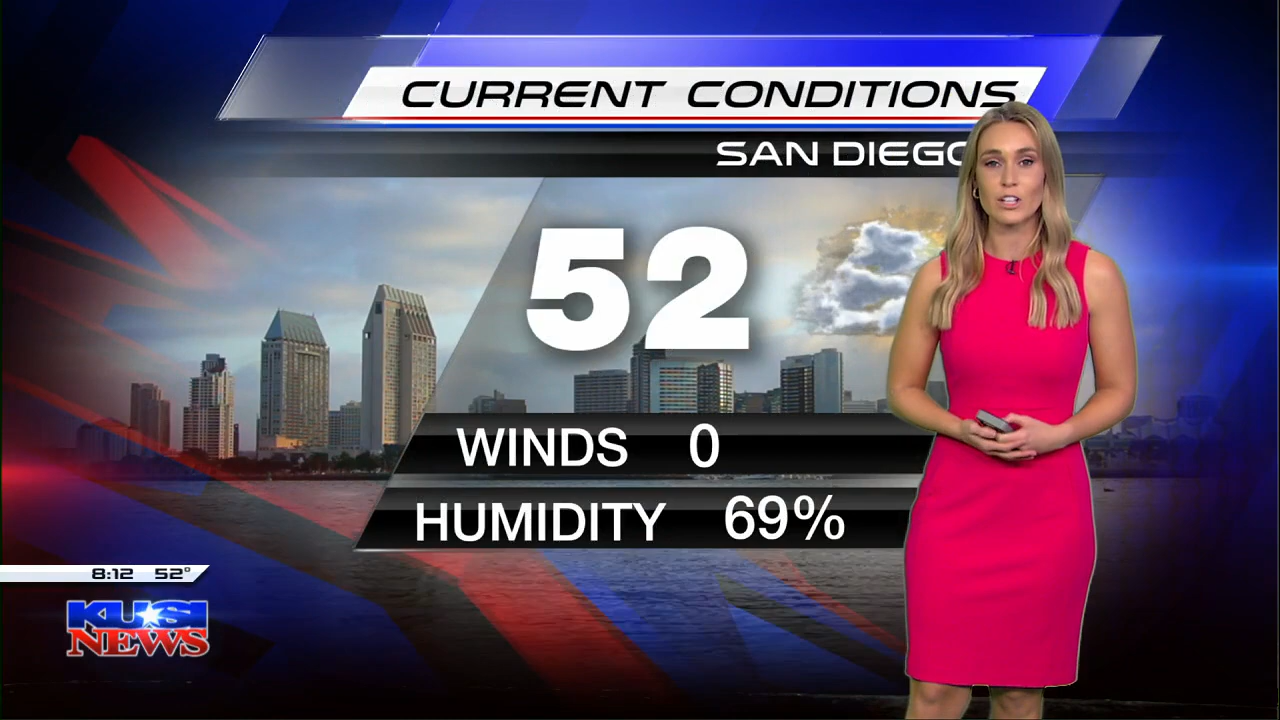 CURRENT CONDITIONS
SAN DIEGO
52
WINDS 0
HUMIDITY 69%
8:12 52°
KUSI
NEWS